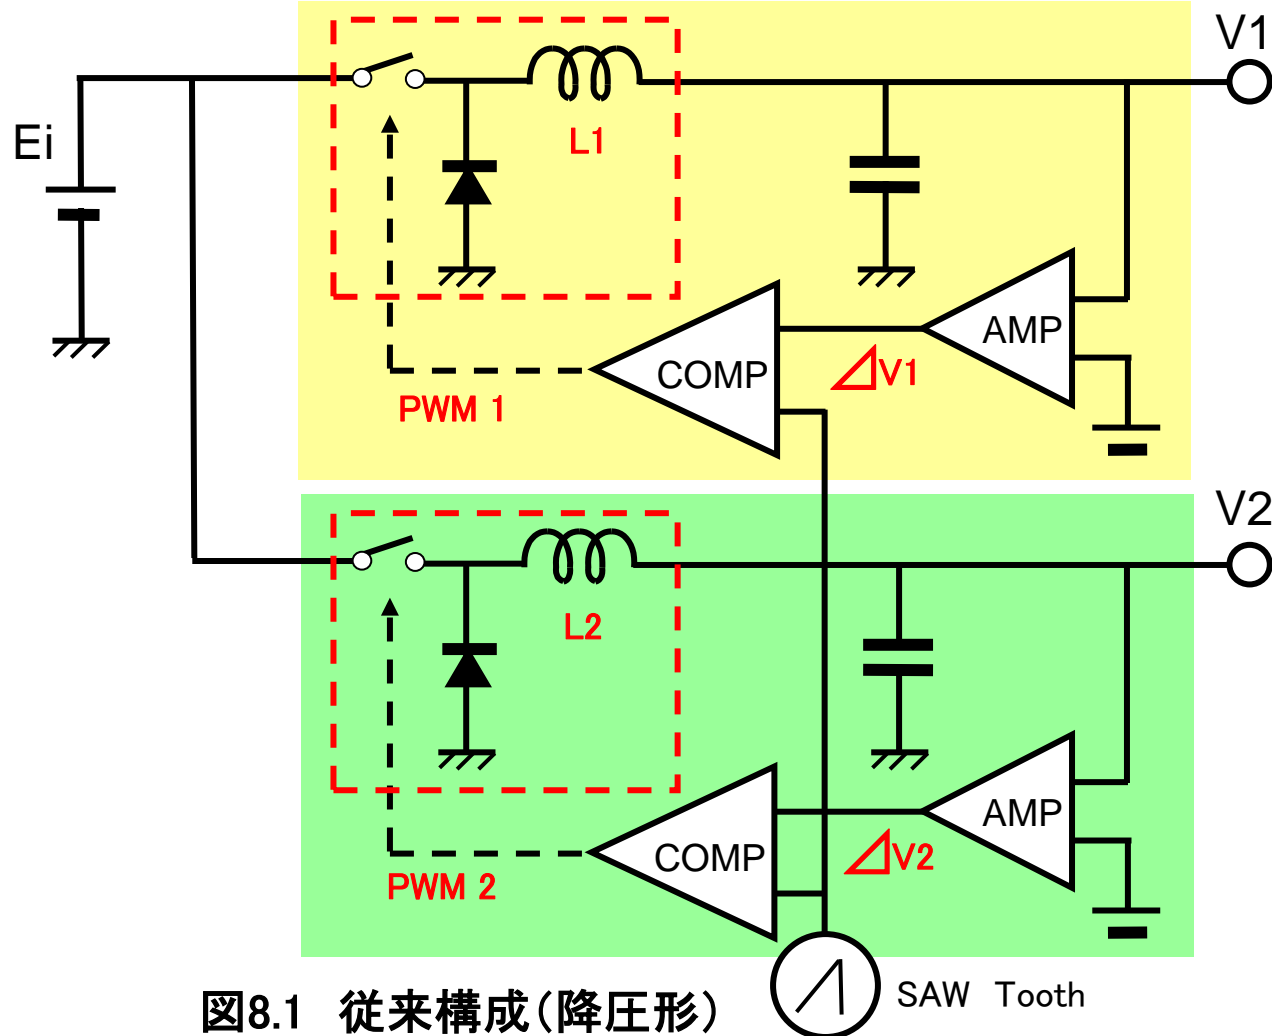 V1
Ei
L1
AMP
COMP
⊿V1
PWM 1
V2
L2
AMP
COMP
⊿V2
PWM 2
SAW Tooth
図8.1 従来構成(降圧形)